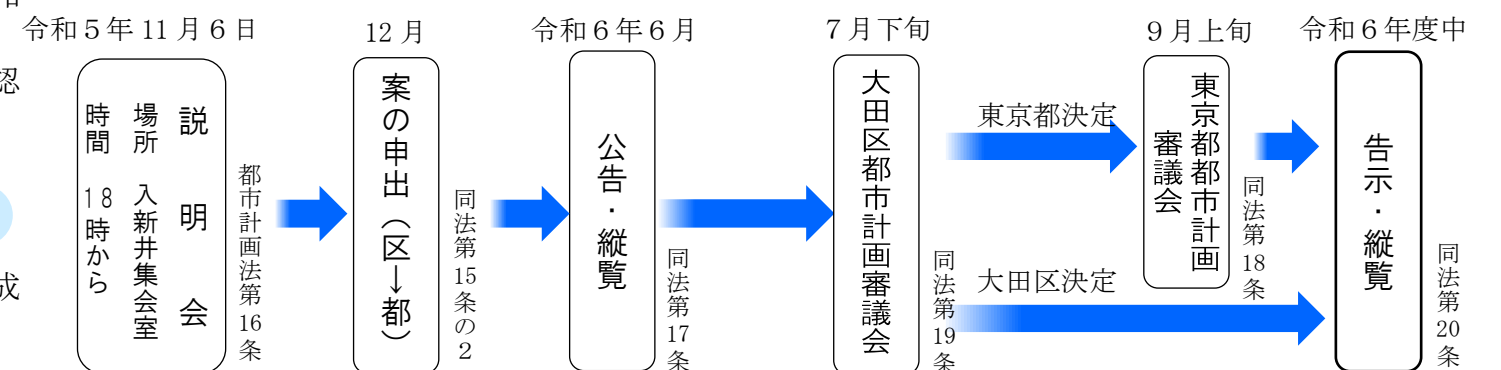 令和５年 11 月６日
12 月
令和６年６月
７月下旬
９月上旬
令和６年度中
認
成
説明会
場所 入新井集会室
時間 18時から
都市計画法第16条
案の申出（区→都）
同法第15条の２
公告・縦覧
同法第17条
大田区都市計画審議会
同法第19条
東京都決定
大田区決定
東京都都市計画
審議会
同法第18条
告示・縦覧
同法第20条